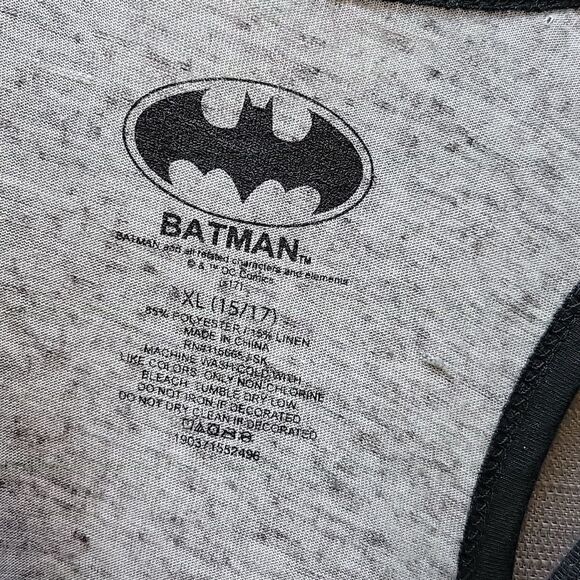 BATMAN™
BATMAN and all related characters and elements
© & ™ DC Comics.
(s17)
XL (15/17)
85% POLYESTER / 15% LINEN
MADE IN CHINA
MACHINE WASH COLD WITH
LIKE COLORS. ONLY NON-CHLORINE
BLEACH. TUMBLE DRY LOW.
DO NOT IRON IF DECORATED
DO NOT DRY CLEAN IF DECORATED